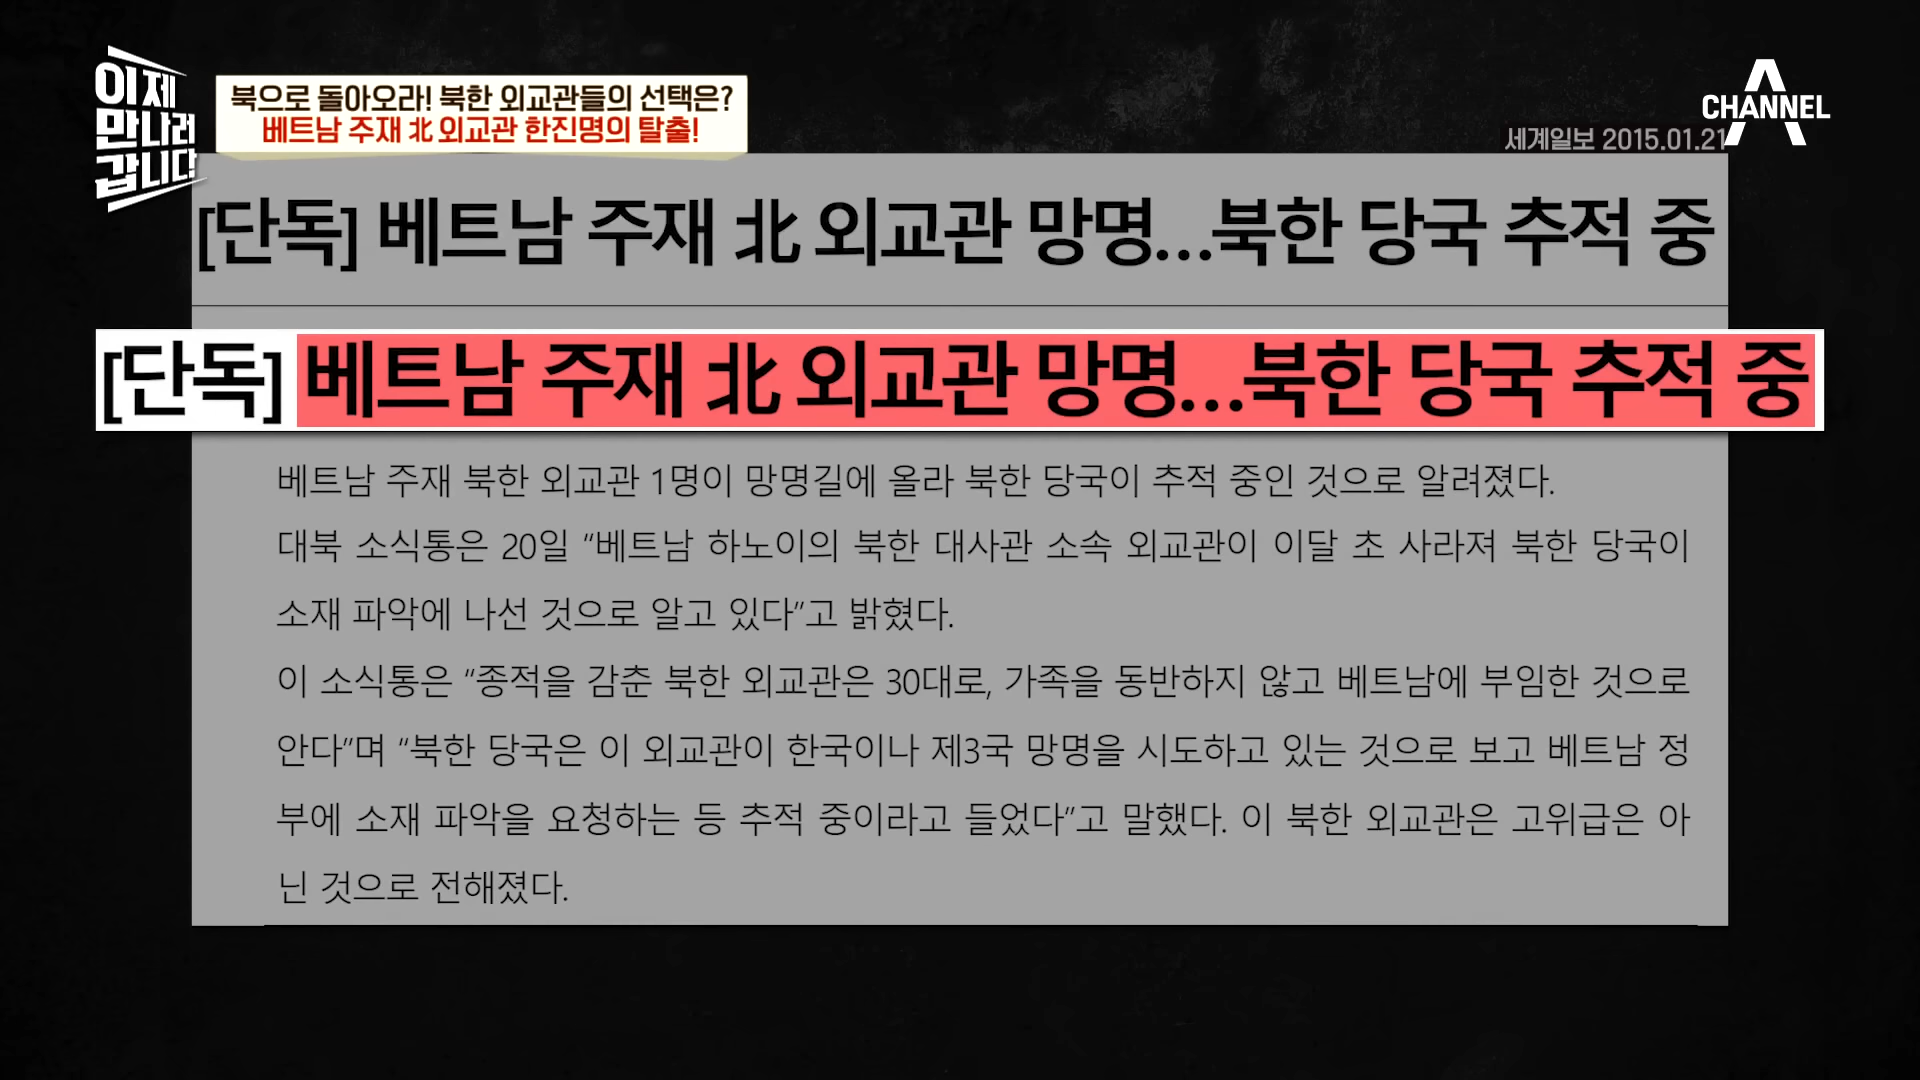 이제
만나러
갑니다
북으로 돌아오라! 북한 외교관들의 선택은?
베트남 주재 北 외교관 한진명의 탈출!
CHANNEL A
세계일보 2015.01.21
[단독] 베트남 주재 北 외교관 망명...북한 당국 추적 중
[단독] 베트남 주재 北 외교관 망명...북한 당국 추적 중
베트남 주재 북한 외교관 1명이 망명길에 올라 북한 당국이 추적 중인 것으로 알려졌다.
대북 소식통은 20일 “베트남 하노이의 북한 대사관 소속 외교관이 이달 초 사라져 북한 당국이
소재 파악에 나선 것으로 알고 있다”고 밝혔다.
이 소식통은 “종적을 감춘 북한 외교관은 30대로, 가족을 동반하지 않고 베트남에 부임한 것으로
안다”며 “북한 당국은 이 외교관이 한국이나 제3국 망명을 시도하고 있는 것으로 보고 베트남 정
부에 소재 파악을 요청하는 등 추적 중이라고 들었다”고 말했다. 이 북한 외교관은 고위급은 아
닌 것으로 전해졌다.